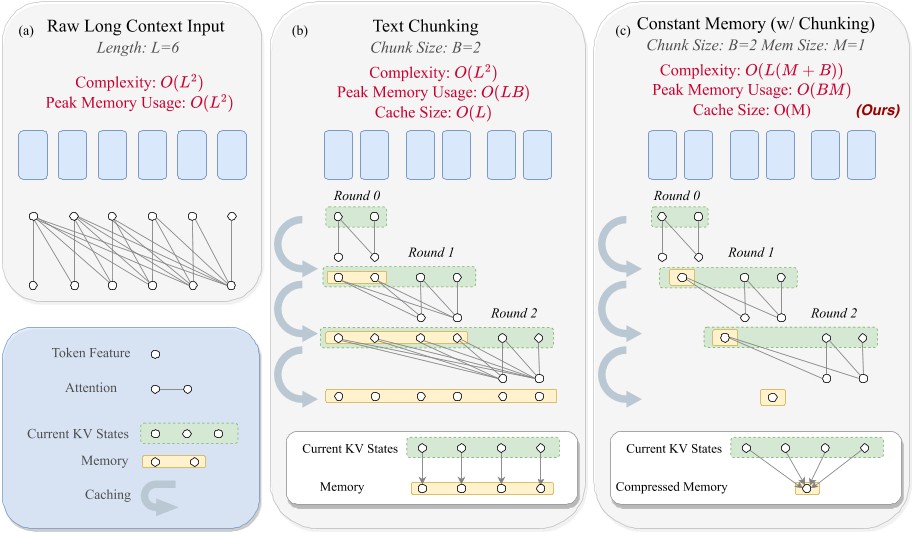 (a) Raw Long Context Input
Length: L=6
Complexity: O(L²)
Peak Memory Usage: O(L²)
Token Feature
Attention
Current KV States
Memory
Caching
(b) Text Chunking
Chunk Size: B=2
Complexity: O(L²)
Peak Memory Usage: O(LB)
Cache Size: O(L)
Round 0
Round 1
Round 2
Current KV States
Memory
(c) Constant Memory (w/ Chunking)
Chunk Size: B=2 Mem Size: M=1
Complexity: O(L(M + B))
Peak Memory Usage: O(BM)
Cache Size: O(M) (Ours)
Round 0
Round 1
Round 2
Current KV States
Compressed Memory